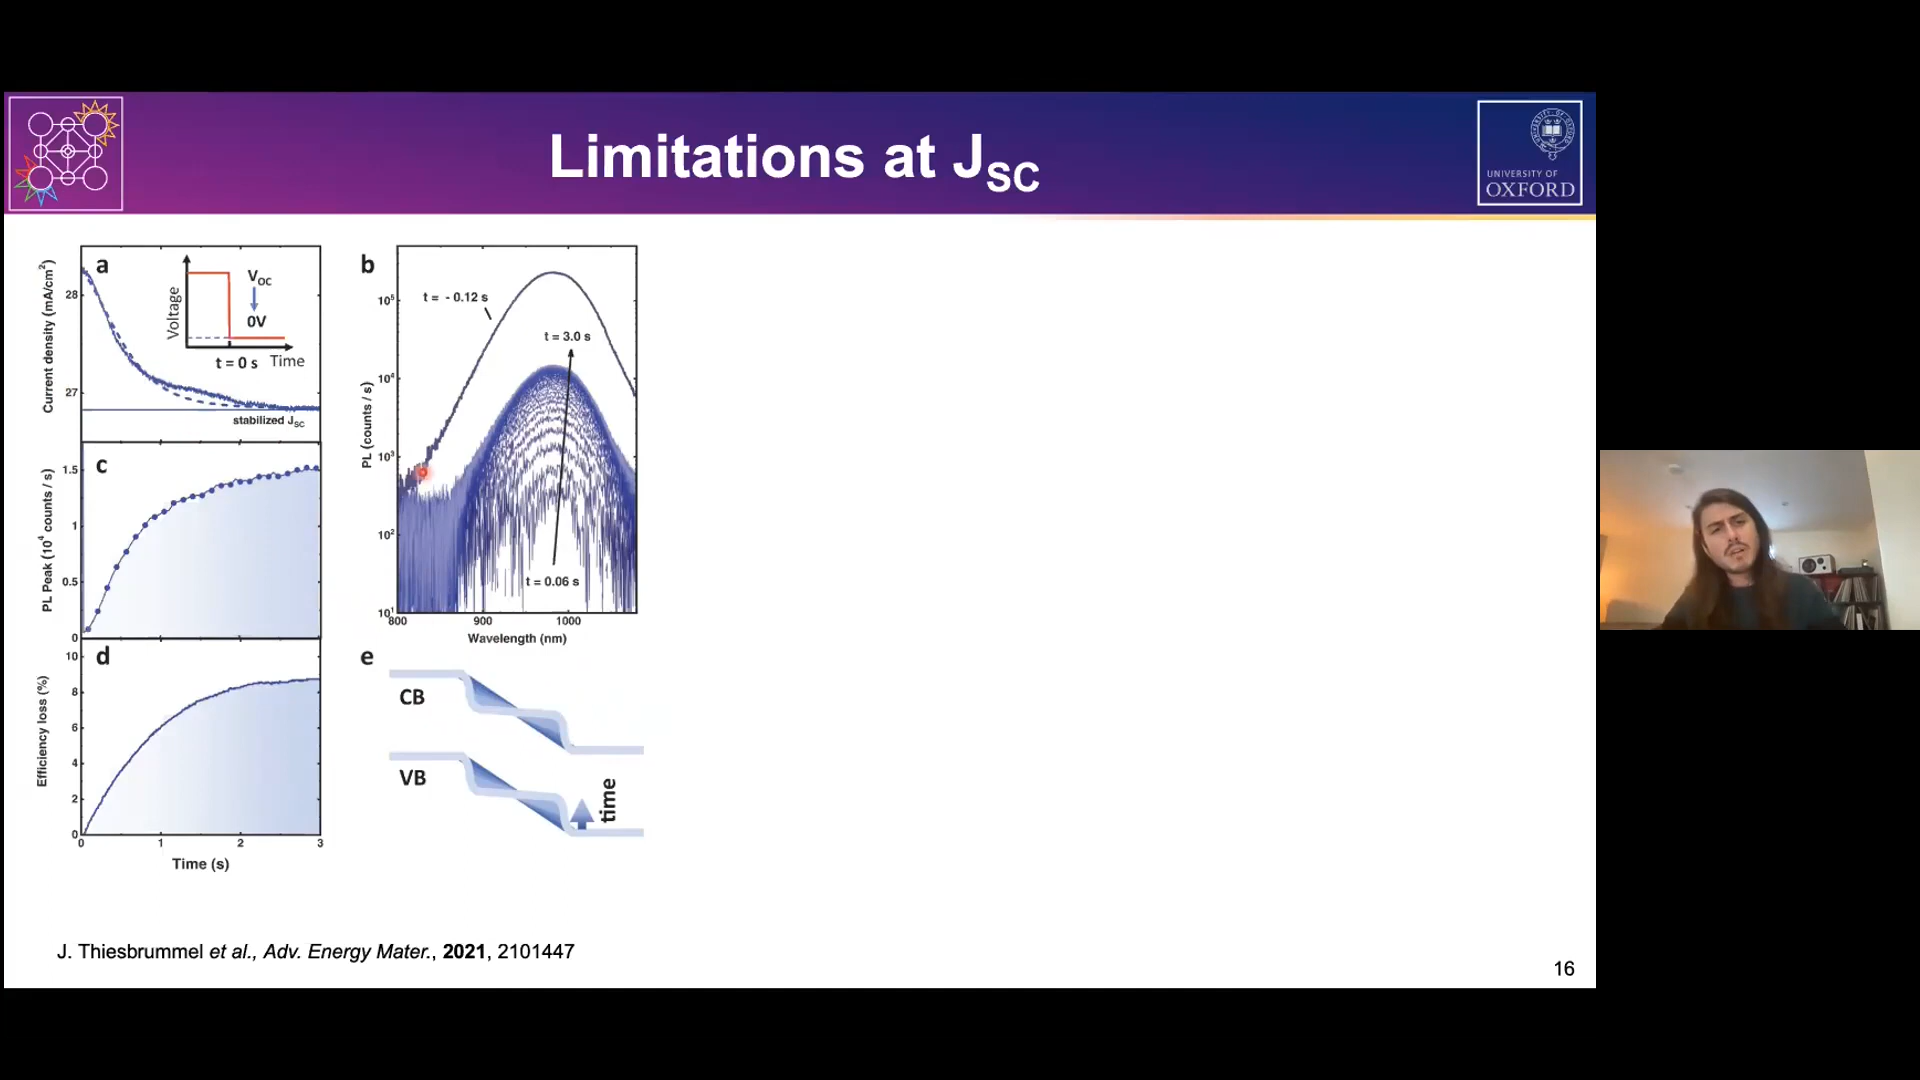 Limitations at JSC
UNIVERSITY OF
OXFORD
a
Current density (mA/cm2)
28
27
Voltage
VOC
0V
t = 0 s
Time
stabilized JSC
b
PL (counts / s)
105
104
103
102
101
t = - 0.12 s
t = 3.0 s
t = 0.06 s
800
900
1000
Wavelength (nm)
c
PL Peak (104 counts / s)
1.5
1
0.5
0
d
Efficiency loss (%)
10
8
6
4
2
0
0
1
2
3
Time (s)
e
CB
VB
time
J. Thiesbrummel et al., Adv. Energy Mater., 2021, 2101447
16